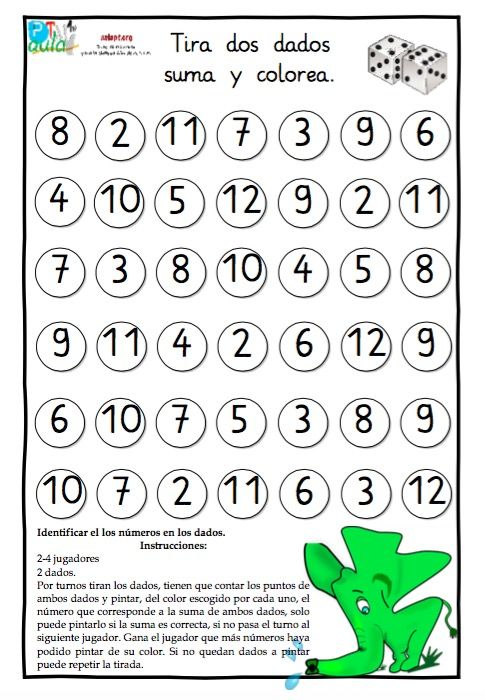 PT
aula
aulapt.org
Tira dos dados
suma y colorea.
8 2 11 7 3 9 6
4 10 5 12 9 2 11
7 3 8 10 4 5 8
9 11 4 2 6 12 9
6 10 7 5 3 8 9
10 7 2 11 6 3 12
Identificar el los números en los dados.
Instrucciones:
2-4 jugadores
2 dados.
Por turnos tiran los dados, tienen que contar los puntos de
ambos dados y pintar, del color escogido por cada uno, el
número que corresponde a la suma de ambos dados, solo
puede pintarlo si la suma es correcta, si no pasa el turno al
siguiente jugador. Gana el jugador que más números haya
podido pintar de su color. Si no quedan dados a pintar
puede repetir la tirada.